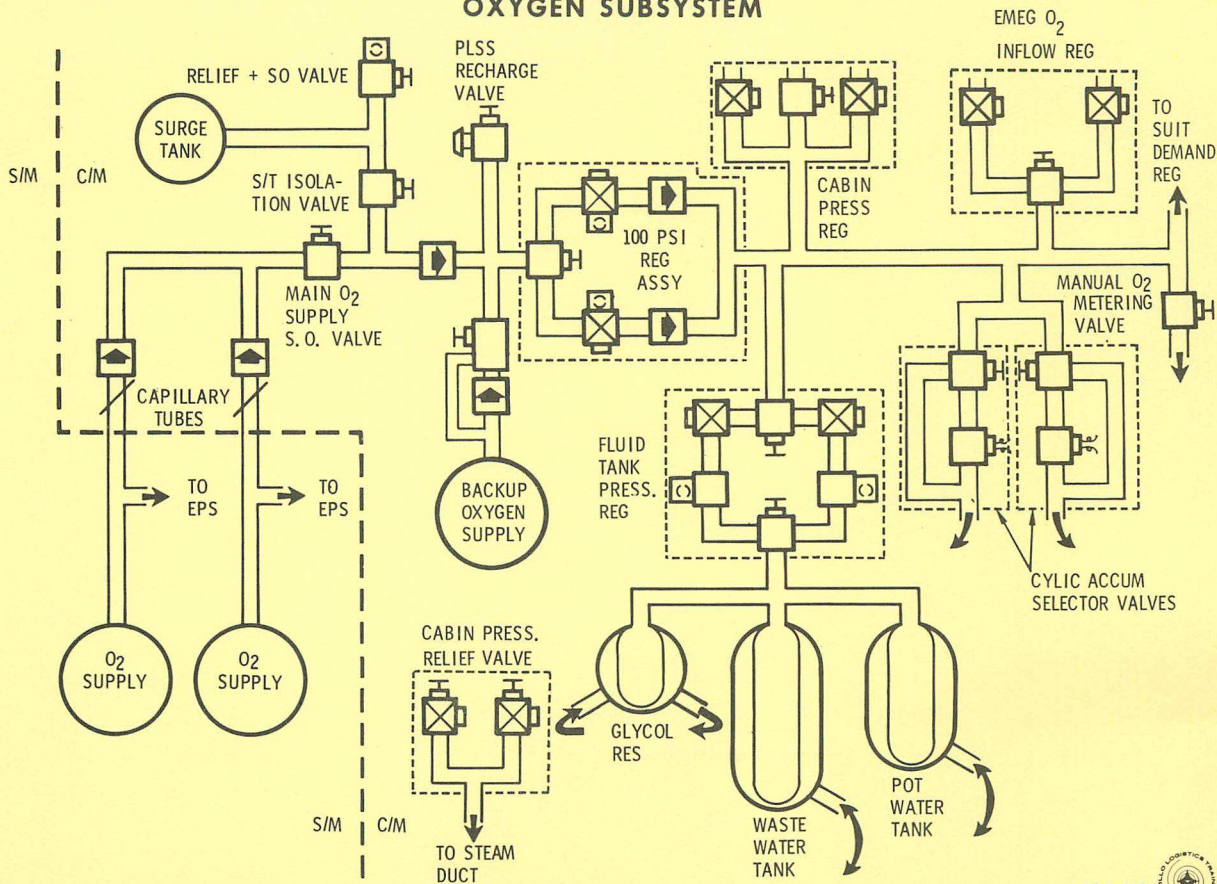 OXYGEN SUBSYSTEM
EMEG O2
INFLOW REG
RELIEF + SO VALVE
PLSS
RECHARGE
VALVE
SURGE
TANK
TO
SUIT
DEMAND
REG
S/M
C/M
S/T ISOLA-
TION VALVE
CABIN
PRESS
REG
100 PSI
REG
ASSY
MAIN O2
SUPPLY
S.O. VALVE
MANUAL O2
METERING
VALVE
CAPILLARY
TUBES
FLUID
TANK
PRESS.
REG
TO
EPS
TO
EPS
BACKUP
OXYGEN
SUPPLY
CYLIC ACCUM
SELECTOR VALVES
O2
SUPPLY
O2
SUPPLY
CABIN PRESS.
RELIEF VALVE
GLYCOL
RES
POT
WATER
TANK
WASTE
WATER
TANK
S/M
C/M
TO STEAM
DUCT